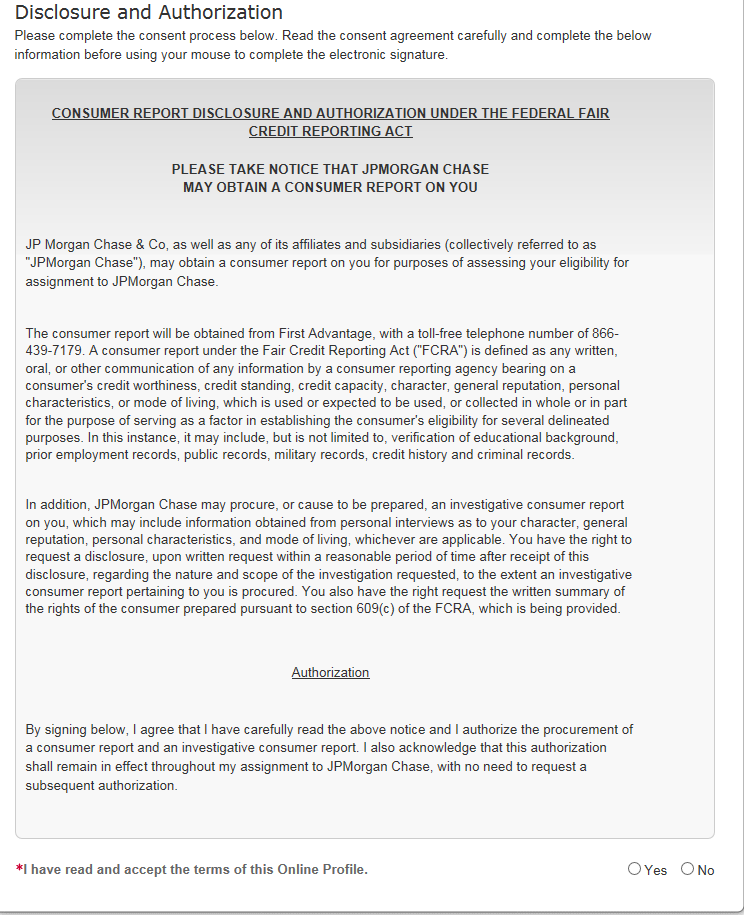 Disclosure and Authorization
Please complete the consent process below. Read the consent agreement carefully and complete the below
information before using your mouse to complete the electronic signature.
CONSUMER REPORT DISCLOSURE AND AUTHORIZATION UNDER THE FEDERAL FAIR
CREDIT REPORTING ACT
PLEASE TAKE NOTICE THAT JPMORGAN CHASE
MAY OBTAIN A CONSUMER REPORT ON YOU
JP Morgan Chase & Co, as well as any of its affiliates and subsidiaries (collectively referred to as
"JPMorgan Chase"), may obtain a consumer report on you for purposes of assessing your eligibility for
assignment to JPMorgan Chase.
The consumer report will be obtained from First Advantage, with a toll-free telephone number of 866-
439-7179. A consumer report under the Fair Credit Reporting Act ("FCRA") is defined as any written,
oral, or other communication of any information by a consumer reporting agency bearing on a
consumer's credit worthiness, credit standing, credit capacity, character, general reputation, personal
characteristics, or mode of living, which is used or expected to be used, or collected in whole or in part
for the purpose of serving as a factor in establishing the consumer's eligibility for several delineated
purposes. In this instance, it may include, but is not limited to, verification of educational background,
prior employment records, public records, military records, credit history and criminal records.
In addition, JPMorgan Chase may procure, or cause to be prepared, an investigative consumer report
on you, which may include information obtained from personal interviews as to your character, general
reputation, personal characteristics, and mode of living, whichever are applicable. You have the right to
request a disclosure, upon written request within a reasonable period of time after receipt of this
disclosure, regarding the nature and scope of the investigation requested, to the extent an investigative
consumer report pertaining to you is procured. You also have the right request the written summary of
the rights of the consumer prepared pursuant to section 609(c) of the FCRA, which is being provided.
Authorization
By signing below, I agree that I have carefully read the above notice and I authorize the procurement of
a consumer report and an investigative consumer report. I also acknowledge that this authorization
shall remain in effect throughout my assignment to JPMorgan Chase, with no need to request a
subsequent authorization.
*I have read and accept the terms of this Online Profile. Yes No